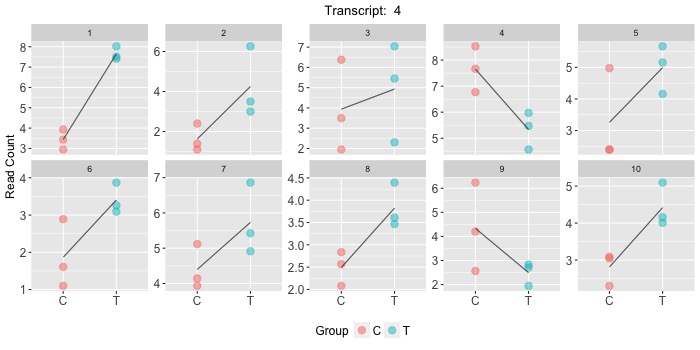 Transcript: 4
1 2 3 4 5
8 7 6 5 4 3
6 4 2
7 6 5 4 3 2
8 7 6 5
5 4 3
Read Count
6 7 8 9 10
4 3 2 1
7 6 5 4
4.5 4.0 3.5 3.0 2.5 2.0
6 5 4 3 2
5 4 3
C T C T C T C T C T
Group C T